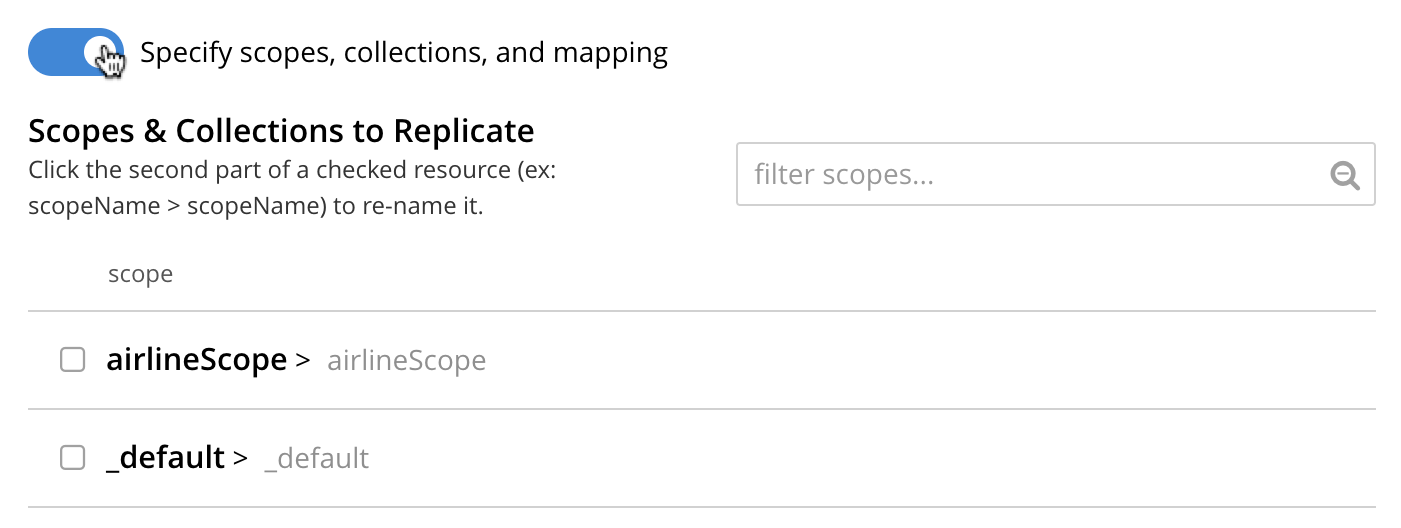 Specify scopes, collections, and mapping
Scopes & Collections to Replicate
Click the second part of a checked resource (ex:
scopeName > scopeName) to re-name it.
filter scopes...
scope
airlineScope > airlineScope
_default > _default